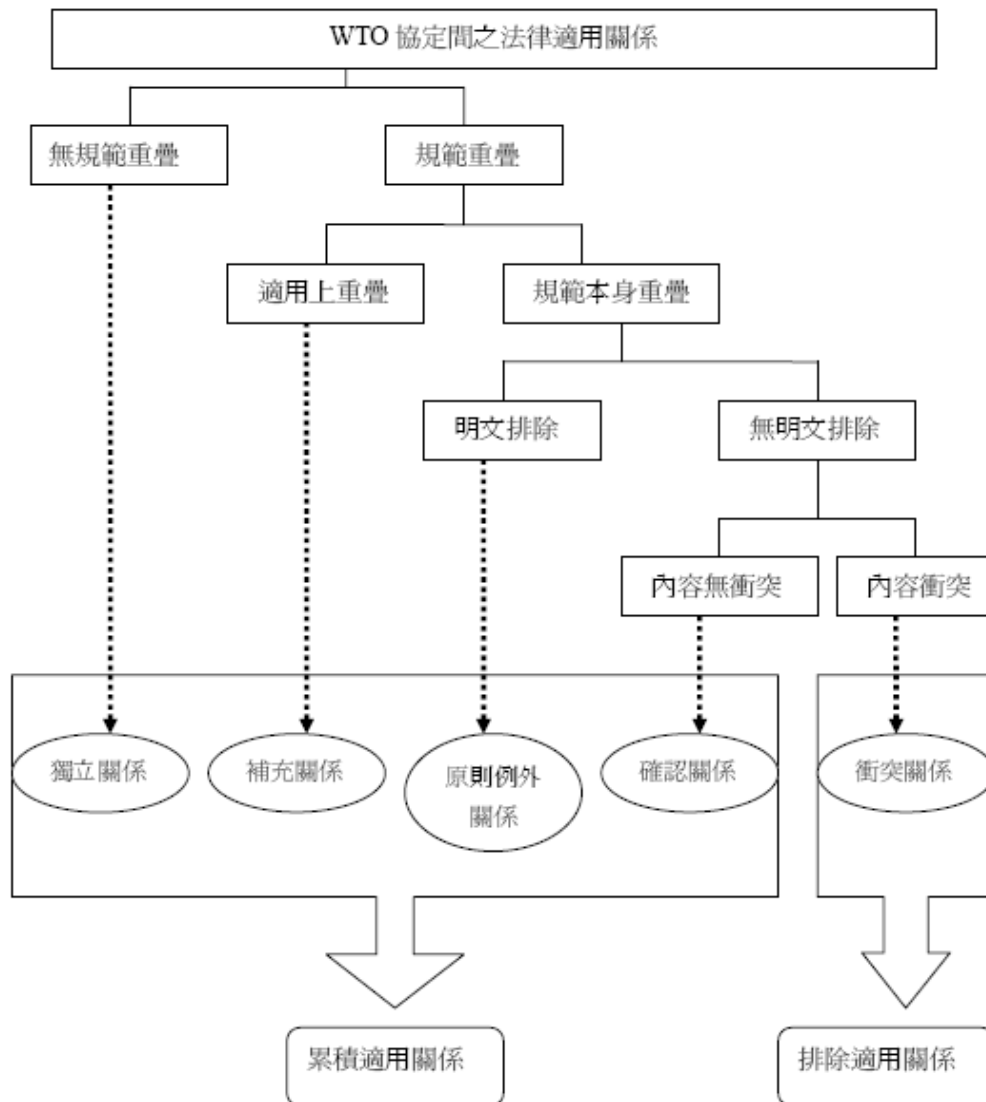 WTO 協定間之法律適用關係
無規範重疊
規範重疊
適用上重疊
規範本身重疊
明文排除
無明文排除
內容無衝突
內容衝突
獨立關係
補充關係
原則例外
關係
確認關係
衝突關係
累積適用關係
排除適用關係